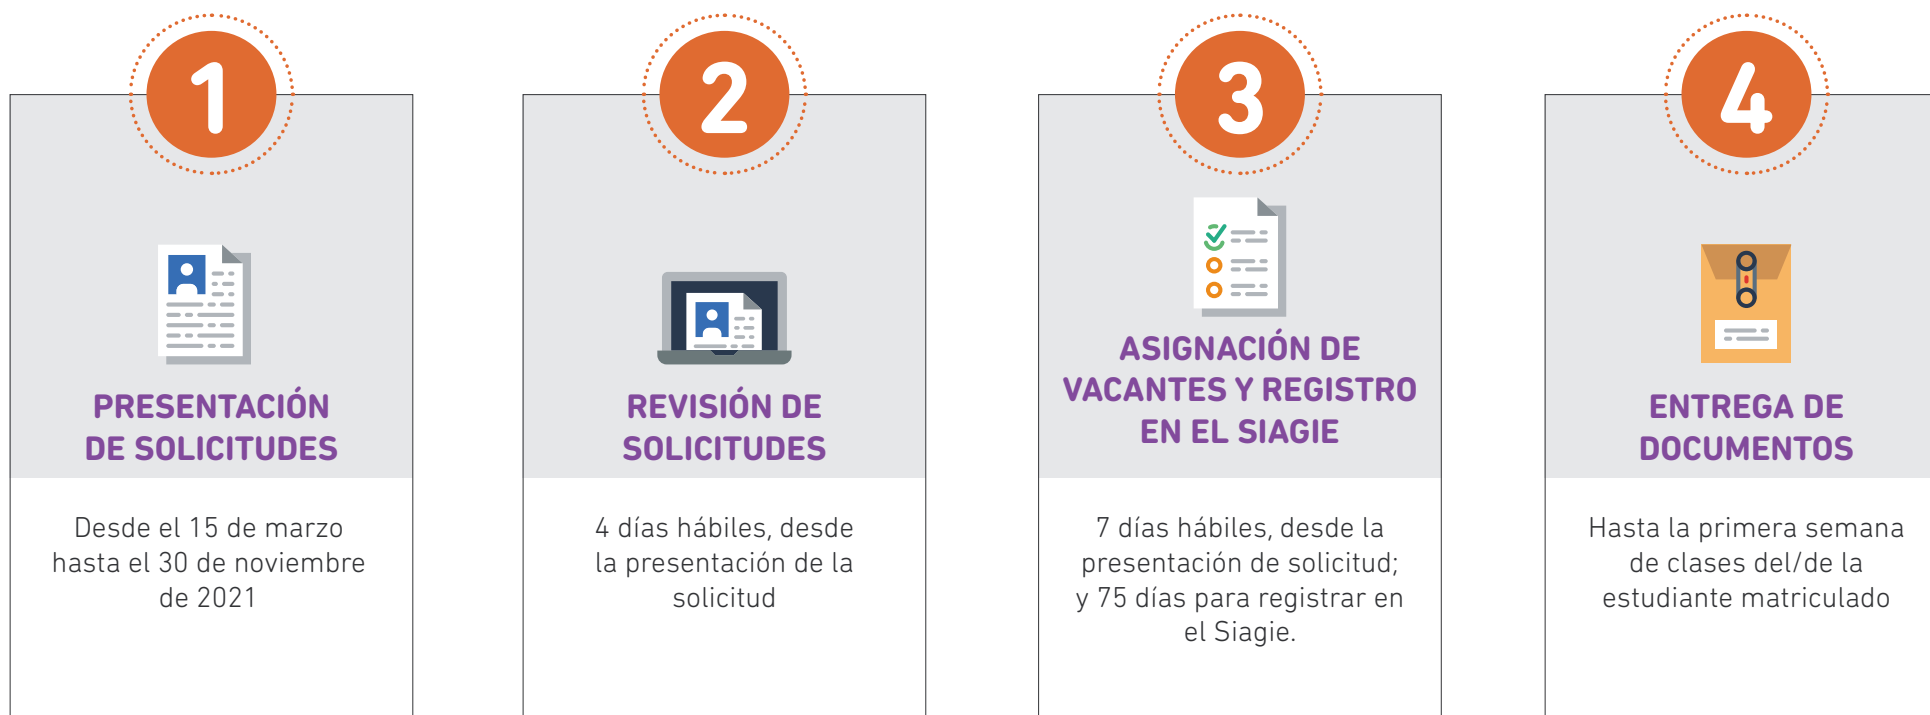 1
PRESENTACIÓN
DE SOLICITUDES
Desde el 15 de marzo
hasta el 30 de noviembre
de 2021
2
REVISIÓN DE
SOLICITUDES
4 días hábiles, desde
la presentación de la
solicitud
3
ASIGNACIÓN DE
VACANTES Y REGISTRO
EN EL SIAGIE
7 días hábiles, desde la
presentación de solicitud;
y 75 días para registrar en
el Siagie.
4
ENTREGA DE
DOCUMENTOS
Hasta la primera semana
de clases del/de la
estudiante matriculado